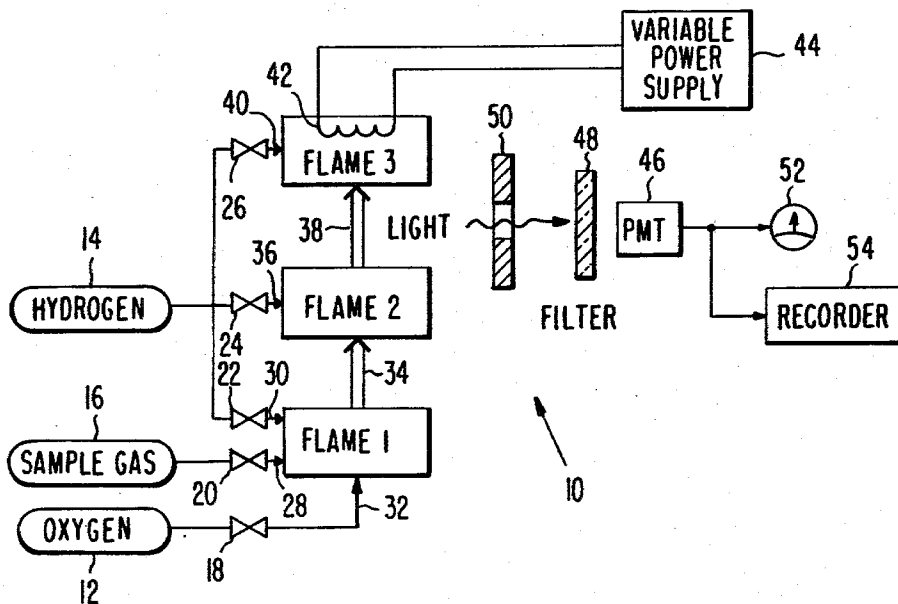 VARIABLE
POWER
SUPPLY
44
42
40
50
48
46
52
FLAME 3
26
14
38
LIGHT
PMT
54
36
HYDROGEN
FLAME 2
FILTER
RECORDER
24
22
30
34
16
FLAME 1
SAMPLE GAS
20
28
10
32
OXYGEN
18
12